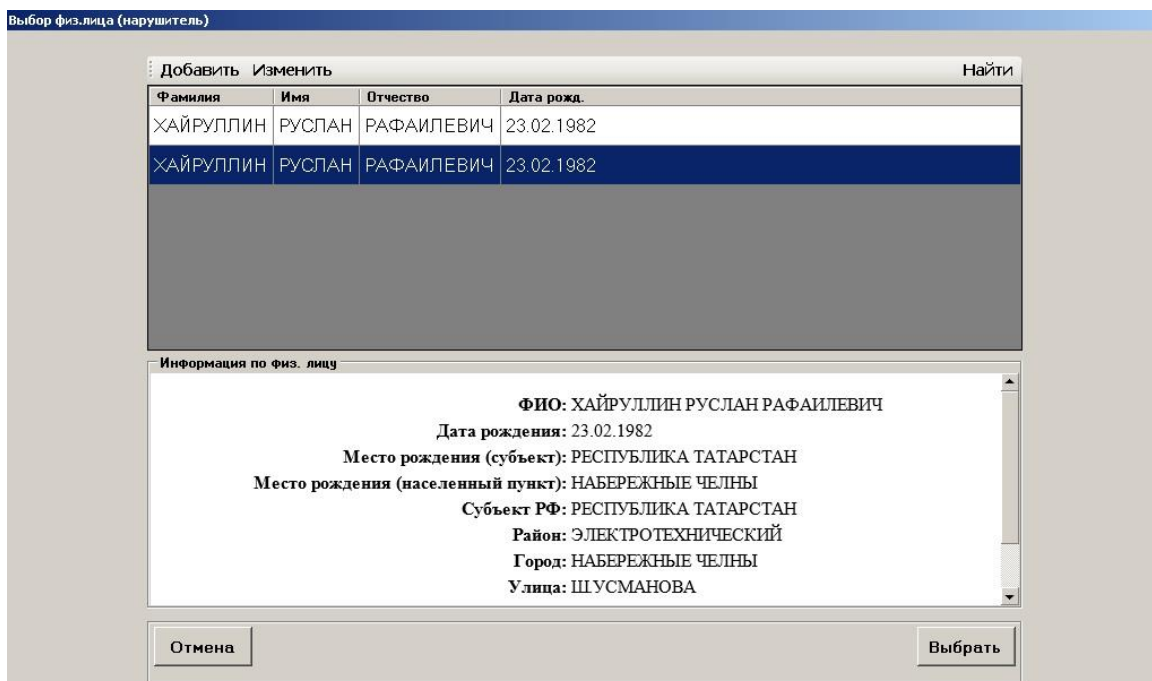 Выбор физ.лица (нарушитель)
Добавить Изменить Найти
Фамилия Имя Отчество Дата рожд.
ХАЙРУЛЛИН РУСЛАН РАФАИЛЕВИЧ 23.02.1982
ХАЙРУЛЛИН РУСЛАН РАФАИЛЕВИЧ 23.02.1982
Информация по физ. лицу
ФИО: ХАЙРУЛЛИН РУСЛАН РАФАИЛЕВИЧ
Дата рождения: 23.02.1982
Место рождения (субъект): РЕСПУБЛИКА ТАТАРСТАН
Место рождения (населенный пункт): НАБЕРЕЖНЫЕ ЧЕЛНЫ
Субъект РФ: РЕСПУБЛИКА ТАТАРСТАН
Район: ЭЛЕКТРОТЕХНИЧЕСКИЙ
Город: НАБЕРЕЖНЫЕ ЧЕЛНЫ
Улица: Ш.УСМАНОВА
Отмена Выбрать